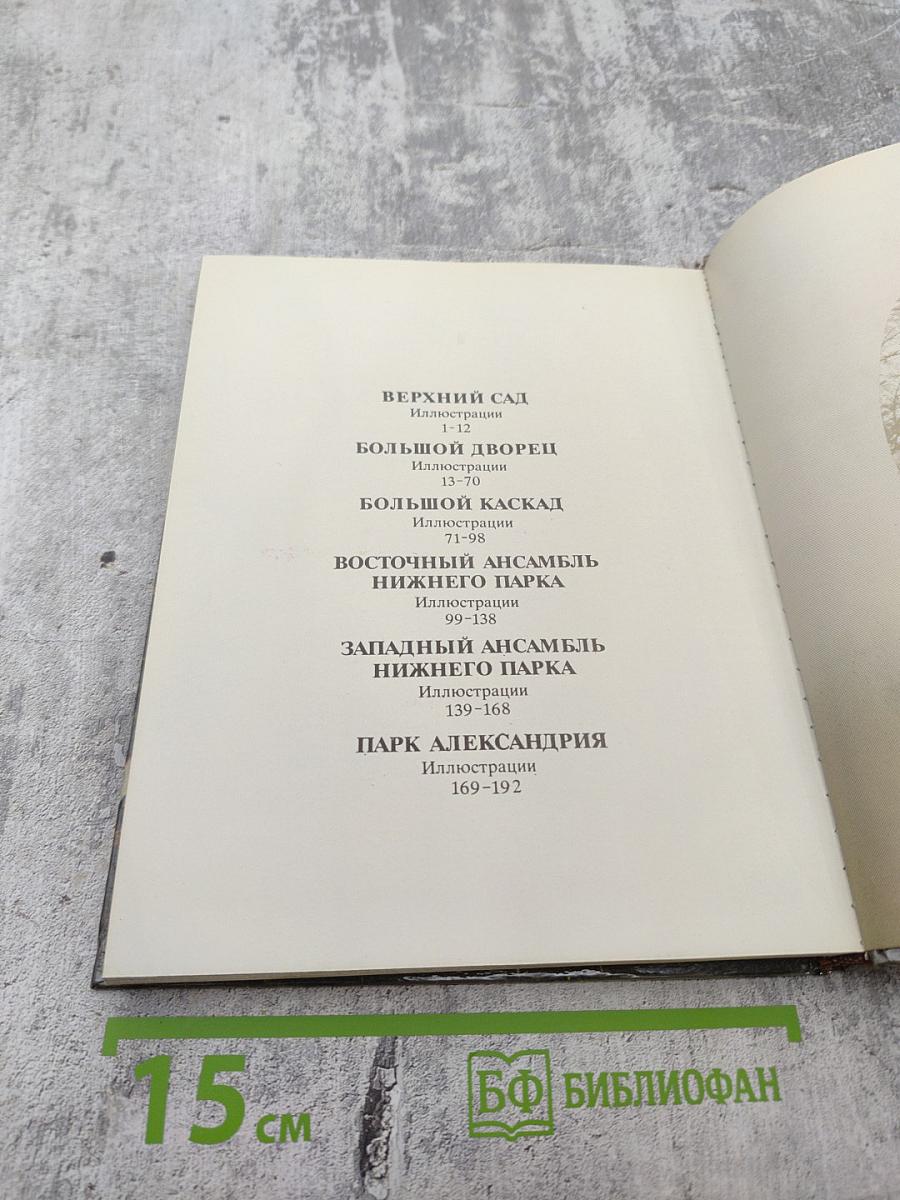 ВЕРХНИЙ САД
Иллюстрации
1-12
БОЛЬШОЙ ДВОРЕЦ
Иллюстрации
13-70
БОЛЬШОЙ КАСКАД
Иллюстрации
71-98
ВОСТОЧНЫЙ АНСАМБЛЬ
НИЖНЕГО ПАРКА
Иллюстрации
99-138
ЗАПАДНЫЙ АНСАМБЛЬ
НИЖНЕГО ПАРКА
Иллюстрации
139-168
ПАРК АЛЕКСАНДРИЯ
Иллюстрации
169-192
15 см
БФ БИБЛИОФАН